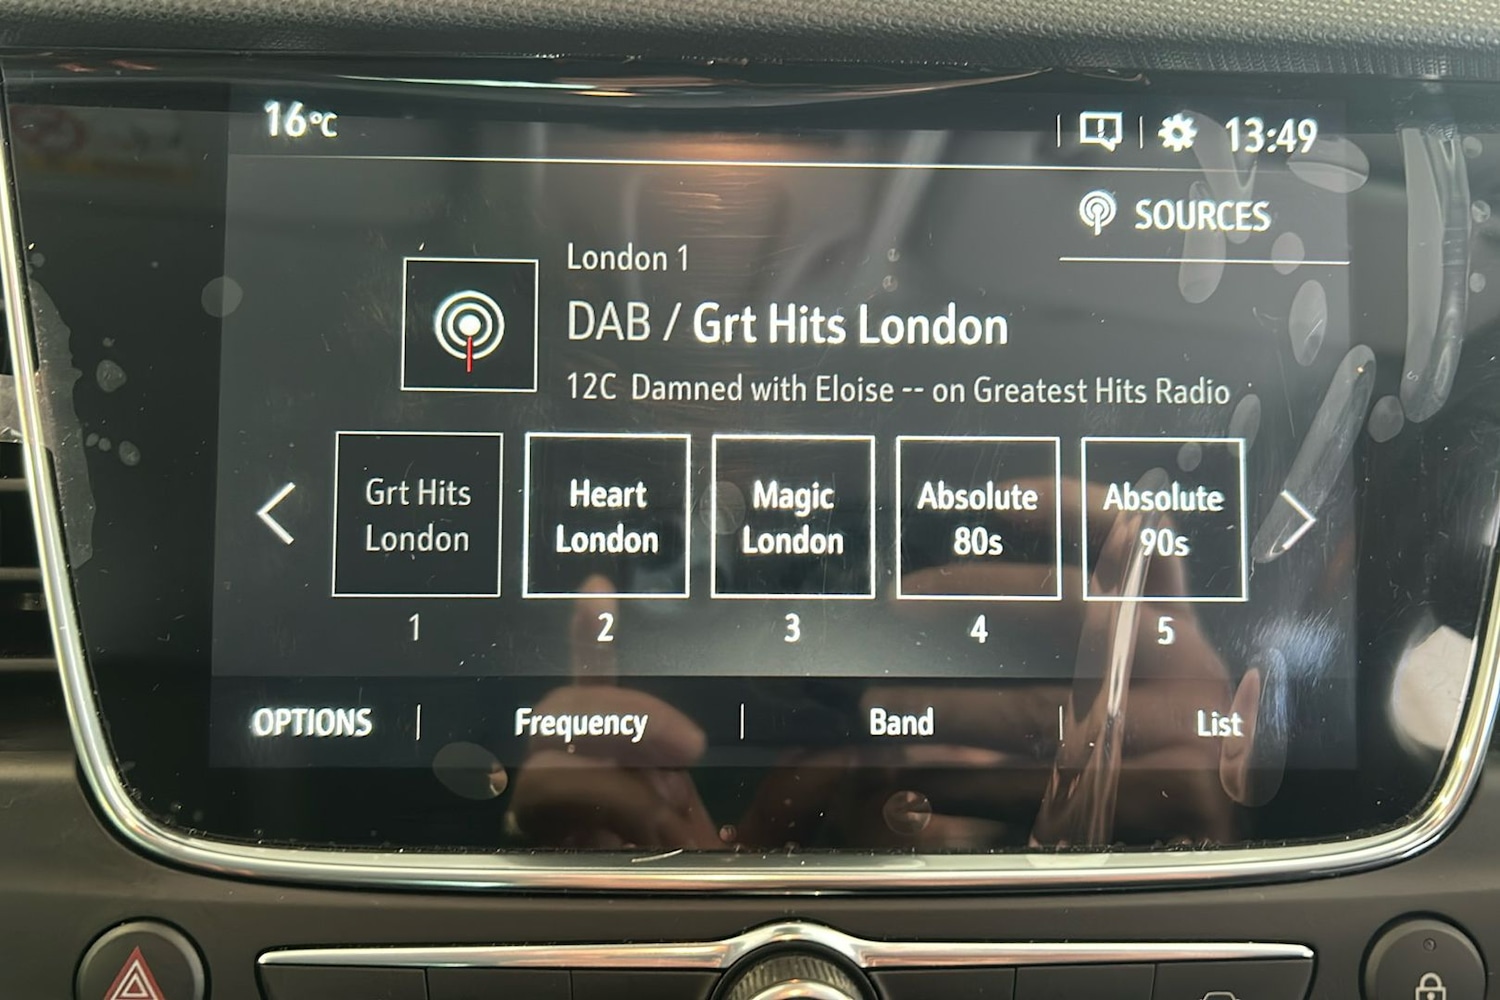 16°C
13:49
SOURCES
London 1
DAB / Grt Hits London
12C Damned with Eloise -- on Greatest Hits Radio
Grt Hits London
Heart London
Magic London
Absolute 80s
Absolute 90s
1
2
3
4
5
OPTIONS
Frequency
Band
List